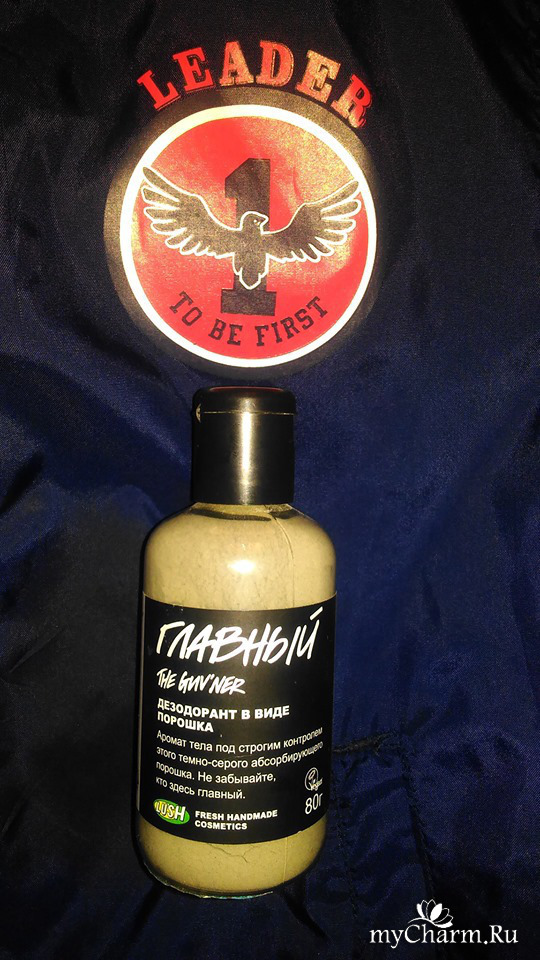 LEADER
1
TO BE FIRST
ГЛАВНЫЙ
THE GUV'NER
ДЕЗОДОРАНТ В ВИДЕ
ПОРОШКА
Аромат тела под строгим контролем
этого темно-серого абсорбирующего
порошка. Не забывайте,
кто здесь главный.
Vegan
80г
LUSH
FRESH HANDMADE
COSMETICS
myCharm.Ru